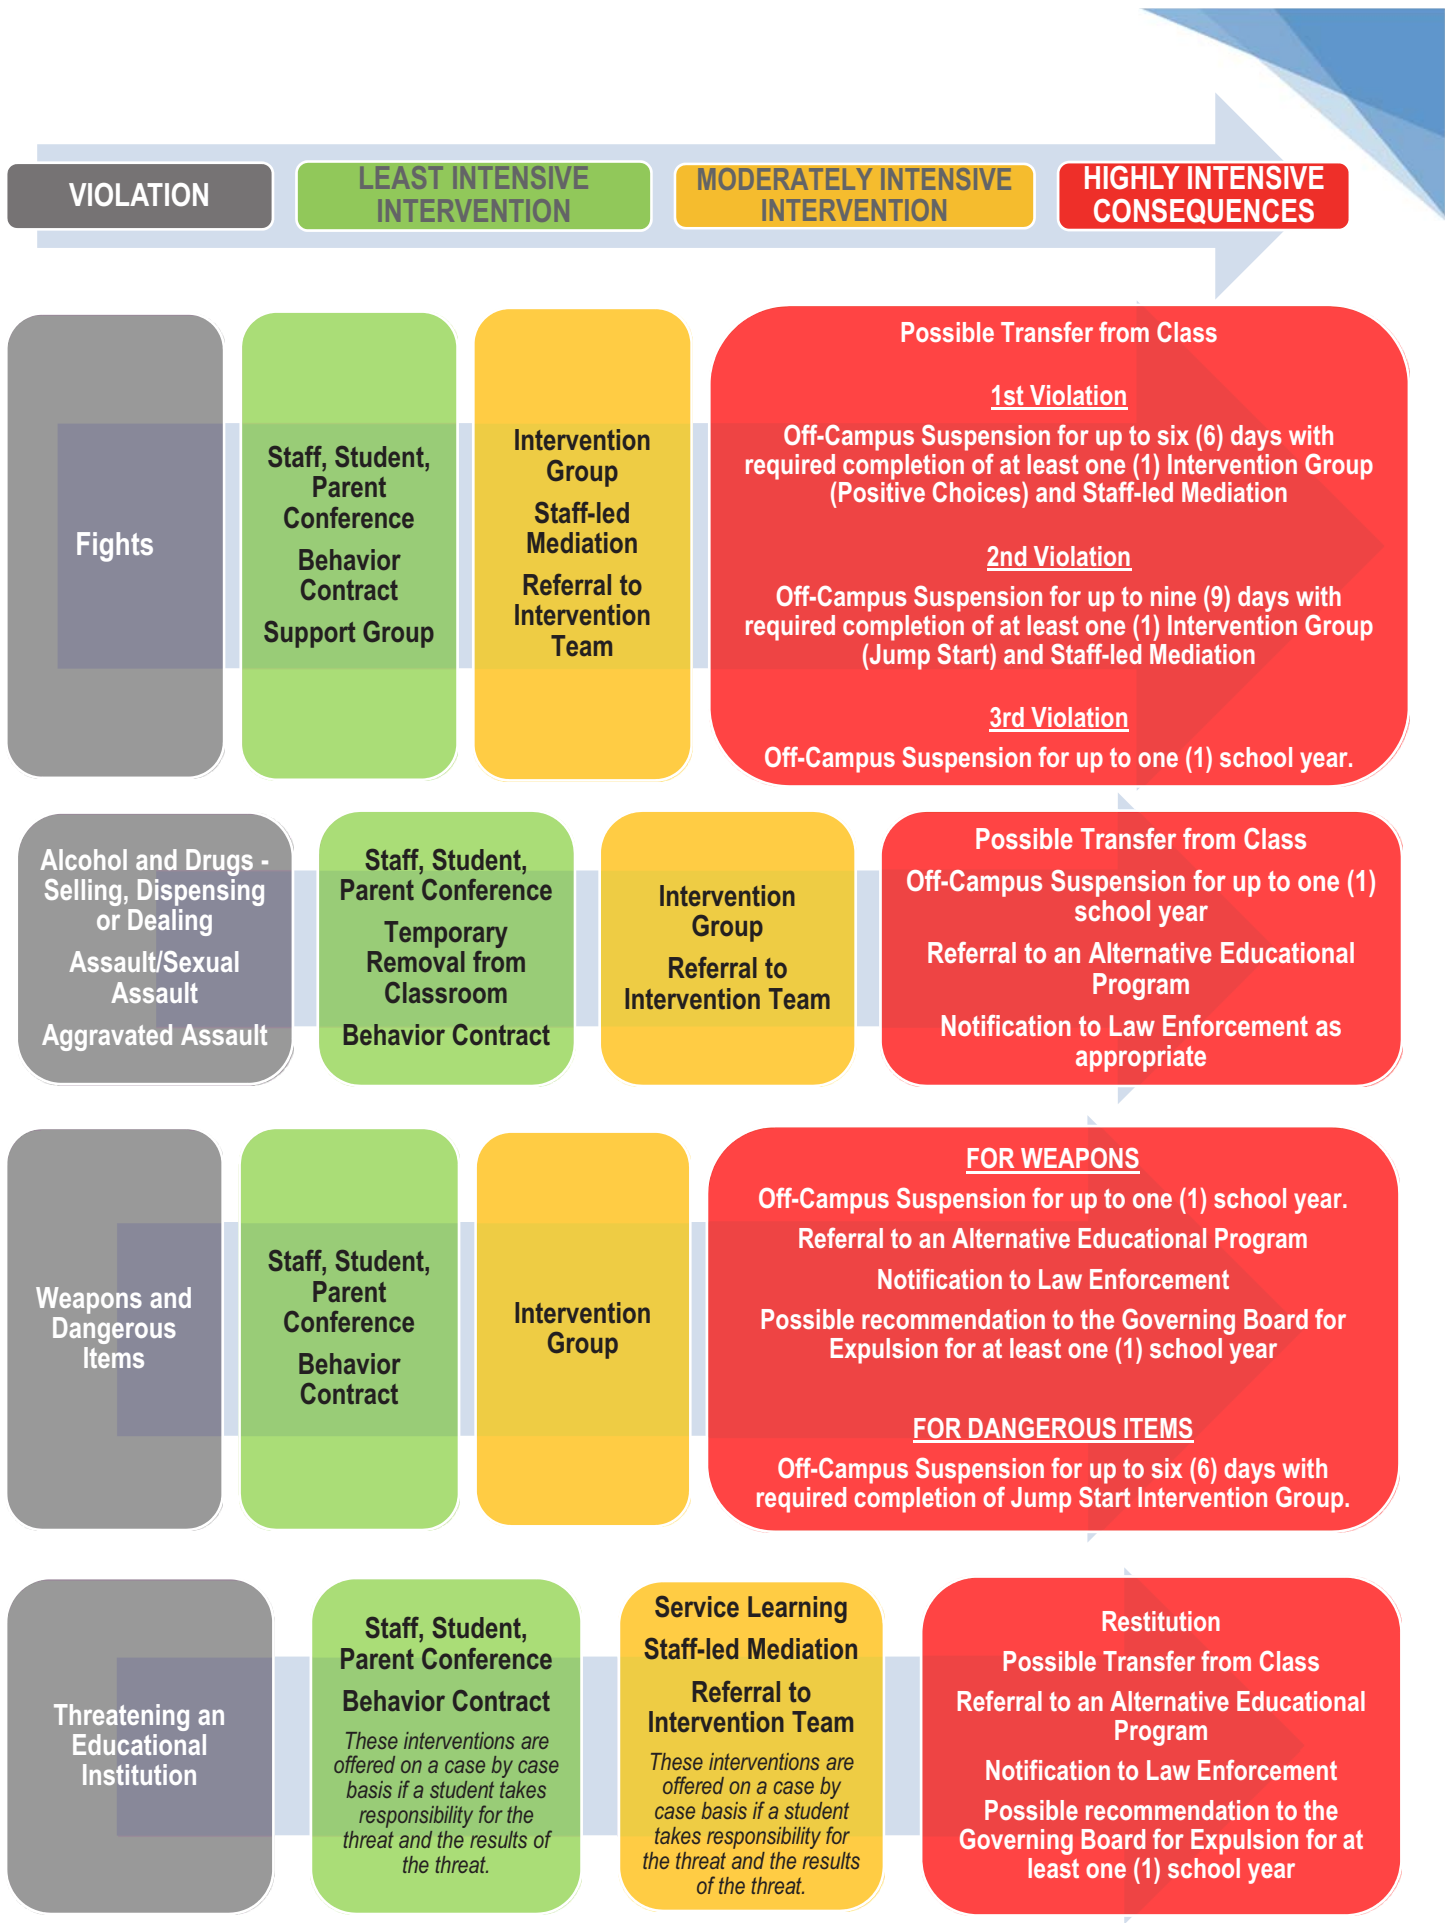 VIOLATION
LEAST INTENSIVE
INTERVENTION
MODERATELY INTENSIVE
INTERVENTION
HIGHLY INTENSIVE
CONSEQUENCES
Fights
Staff, Student,
Parent
Conference
Behavior
Contract
Support Group
Intervention
Group
Staff-led
Mediation
Referral to
Intervention
Team
Possible Transfer from Class
1st Violation
Off-Campus Suspension for up to six (6) days with
required completion of at least one (1) Intervention Group
(Positive Choices) and Staff-led Mediation
2nd Violation
Off-Campus Suspension for up to nine (9) days with
required completion of at least one (1) Intervention Group
(Jump Start) and Staff-led Mediation
3rd Violation
Off-Campus Suspension for up to one (1) school year.
Alcohol and Drugs -
Selling, Dispensing
or Dealing
Assault/Sexual
Assault
Aggravated Assault
Staff, Student,
Parent Conference
Temporary
Removal from
Classroom
Behavior Contract
Intervention
Group
Referral to
Intervention Team
Possible Transfer from Class
Off-Campus Suspension for up to one (1)
school year
Referral to an Alternative Educational
Program
Notification to Law Enforcement as
appropriate
Weapons and
Dangerous
Items
Staff, Student,
Parent
Conference
Behavior
Contract
Intervention
Group
FOR WEAPONS
Off-Campus Suspension for up to one (1) school year.
Referral to an Alternative Educational Program
Notification to Law Enforcement
Possible recommendation to the Governing Board for
Expulsion for at least one (1) school year
FOR DANGEROUS ITEMS
Off-Campus Suspension for up to six (6) days with
required completion of Jump Start Intervention Group.
Threatening an
Educational
Institution
Staff, Student,
Parent Conference
Behavior Contract
These interventions are
offered on a case by case
basis if a student takes
responsibility for the
threat and the results of
the threat.
Service Learning
Staff-led Mediation
Referral to
Intervention Team
These interventions are
offered on a case by
case basis if a student
takes responsibility for
the threat and the results
of the threat.
Restitution
Possible Transfer from Class
Referral to an Alternative Educational
Program
Notification to Law Enforcement
Possible recommendation to the
Governing Board for Expulsion for at
least one (1) school year